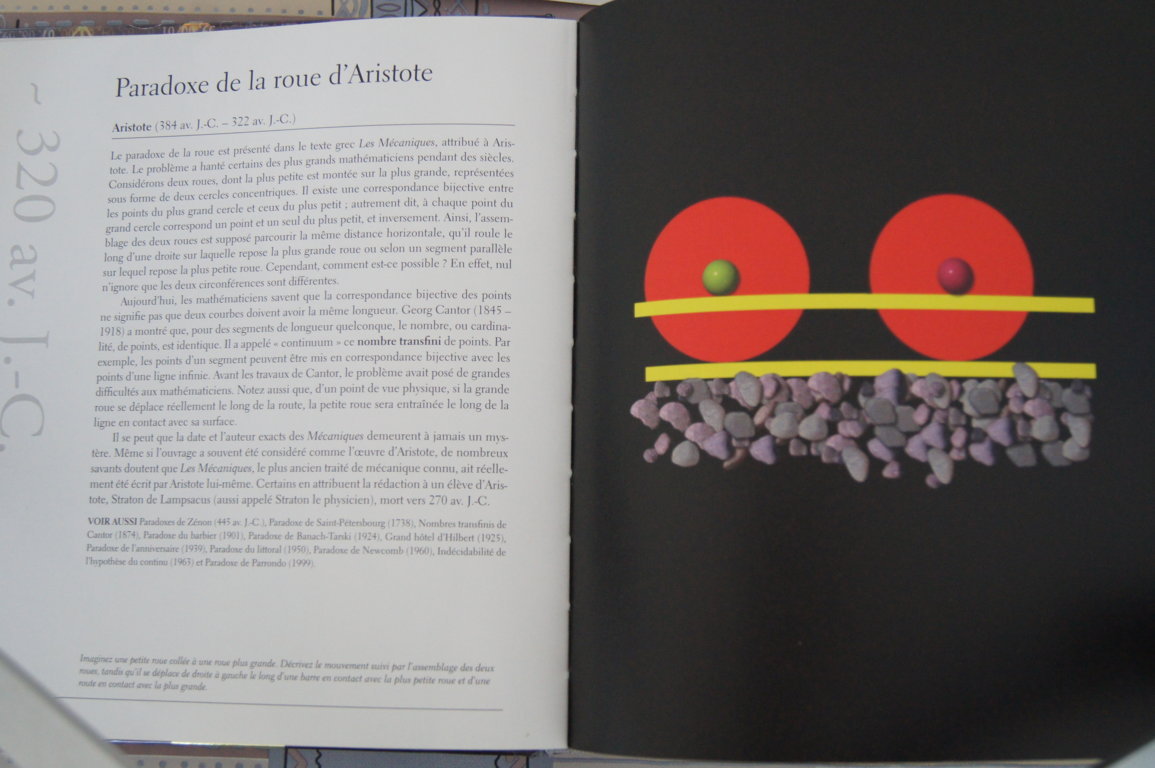 ~ 320 av. J.-C.
Paradoxe de la roue d'Aristote
Aristote (384 av. J.-C. – 322 av. J.-C.)
Le paradoxe de la roue est présenté dans le texte grec Les Mécaniques, attribué à Aris-
tote. Le problème a hanté certains des plus grands mathématiciens pendant des siècles.
Considérons deux roues, dont la plus petite est montée sur la plus grande, représentées
sous forme de deux cercles concentriques. Il existe une correspondance bijective entre
les points du plus grand cercle et ceux du plus petit ; autrement dit, à chaque point du
grand cercle correspond un point et un seul du plus petit, et inversement. Ainsi, l'assem-
blage des deux roues est supposé parcourir la même distance horizontale, qu'il roule le
long d'une droite sur laquelle repose la plus grande roue ou selon un segment parallèle
sur lequel repose la plus petite roue. Cependant, comment est-ce possible ? En effet, nul
n'ignore que les deux circonférences sont différentes.
Aujourd'hui, les mathématiciens savent que la correspondance bijective des points
ne signifie pas que deux courbes doivent avoir la même longueur. Georg Cantor (1845 –
1918) a montré que, pour des segments de longueur quelconque, le nombre, ou cardina-
lité, de points, est identique. Il a appelé « continuum » ce nombre transfini de points. Par
exemple, les points d'un segment peuvent être mis en correspondance bijective avec les
points d'une ligne infinie. Avant les travaux de Cantor, le problème avait posé de grandes
difficultés aux mathématiciens. Notez aussi que, d'un point de vue physique, si la grande
roue se déplace réellement le long de la route, la petite roue sera entraînée le long de la
ligne en contact avec sa surface.
Il se peut que la date et l'auteur exacts des Mécaniques demeurent à jamais un mys-
tère. Même si l'ouvrage a souvent été considéré comme l'œuvre d'Aristote, de nombreux
savants doutent que Les Mécaniques, le plus ancien traité de mécanique connu, ait réelle-
ment été écrit par Aristote lui-même. Certains en attribuent la rédaction à un élève d'Aris-
tote, Straton de Lampsacus (aussi appelé Straton le physicien), mort vers 270 av. J.-C.
VOIR AUSSI Paradoxes de Zénon (445 av. J.-C.), Paradoxe de Saint-Pétersbourg (1738), Nombres transfinis de
Cantor (1874), Paradoxe du barbier (1901), Paradoxe de Banach-Tarski (1924), Grand hôtel d'Hilbert (1925),
Paradoxe de l'anniversaire (1939), Paradoxe du littoral (1950), Paradoxe de Newcomb (1960), Indécidabilité de
l'hypothèse du continu (1963) et Paradoxe de Parrondo (1999).
Imaginez une petite roue collée à une roue plus grande. Décrivez le mouvement suivi par l'assemblage des deux
roues, tandis qu'il se déplace de droite à gauche le long d'une barre en contact avec la plus petite roue et d'une
route en contact avec la plus grande.